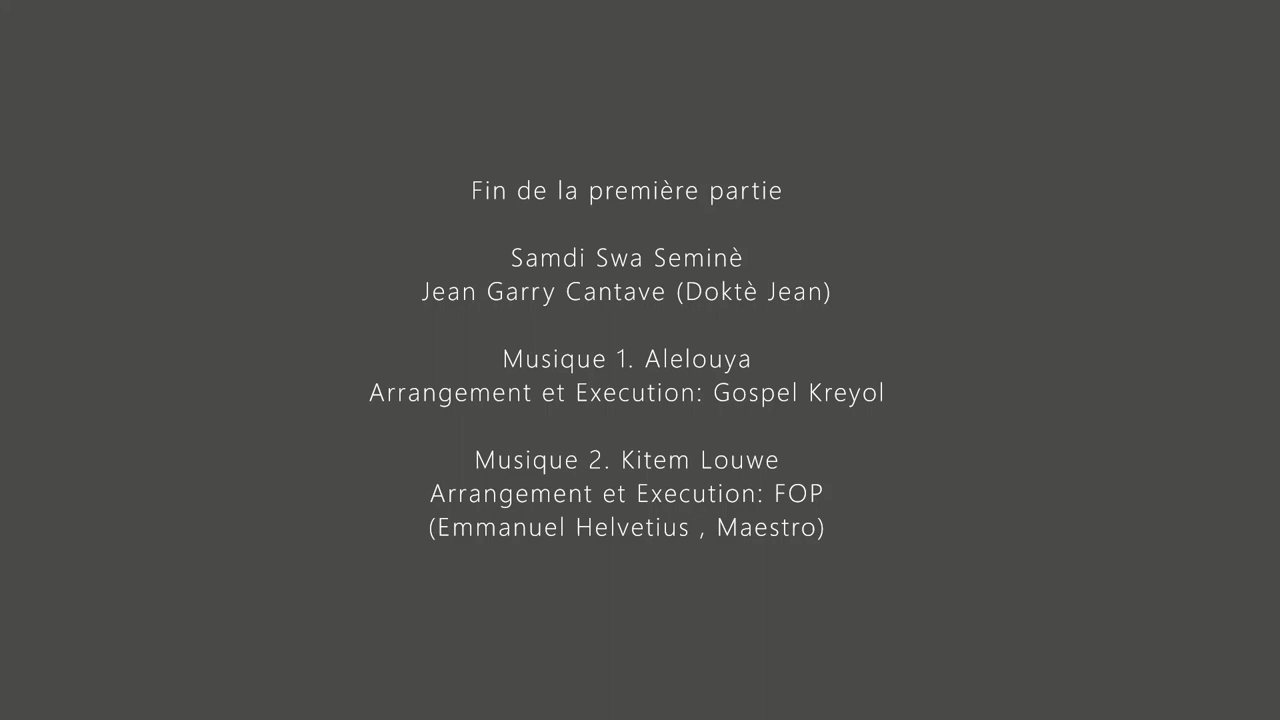 Fin de la première partie
Samdi Swa Seminè
Jean Garry Cantave (Doktè Jean)
Musique 1. Alelouya
Arrangement et Execution: Gospel Kreyol
Musique 2. Kitem Louwe
Arrangement et Execution: FOP
(Emmanuel Helvetius , Maestro)